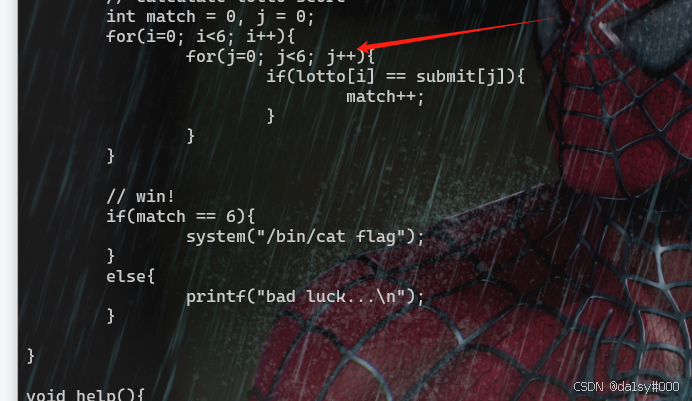 // calculate lotto score
int match = 0, j = 0;
for(i=0; i<6; i++){
for(j=0; j<6; j++){
if(lotto[i] == submit[j]){
match++;
}
}
}
// win!
if(match == 6){
system("/bin/cat flag");
}
else{
printf("bad luck...\n");
}
}
void help(){
CSDN @da1sy#000